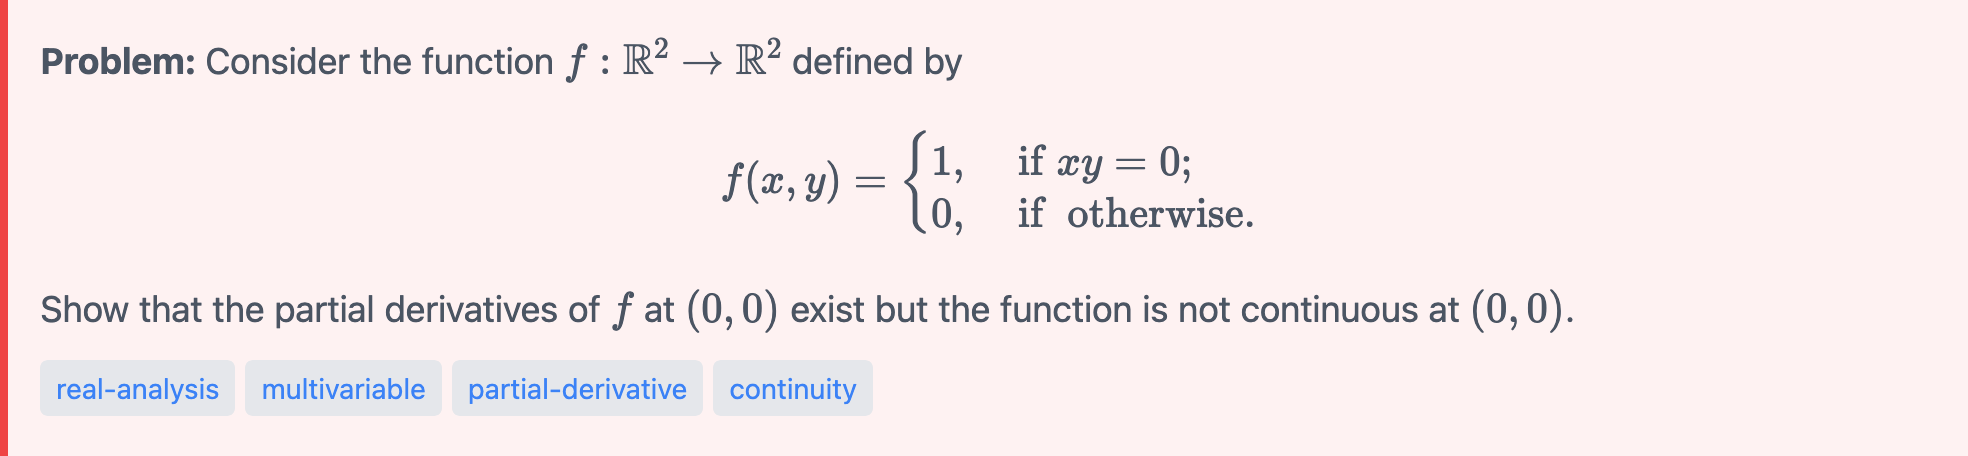 Problem: Consider the function f : ℝ² → ℝ² defined by
f(x, y) = { 1, if xy = 0;
0, if otherwise.
Show that the partial derivatives of f at (0, 0) exist but the function is not continuous at (0, 0).
real-analysis multivariable partial-derivative continuity